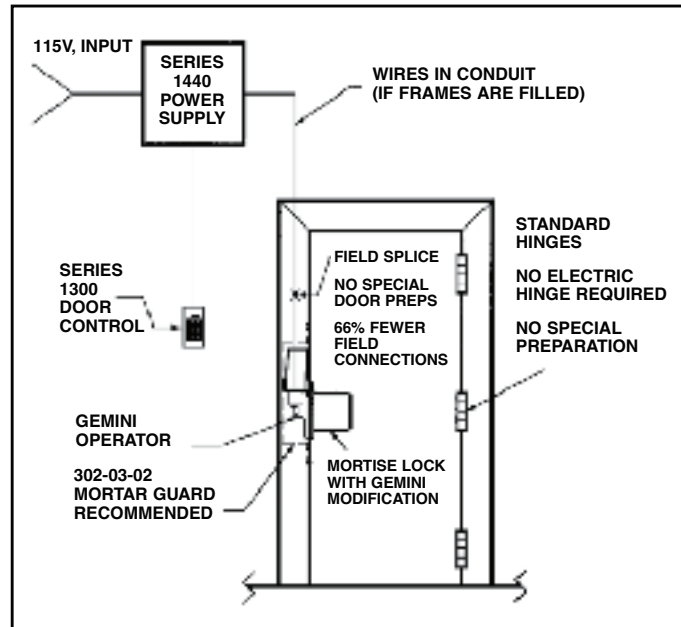 115V, INPUT
SERIES
1440
POWER
SUPPLY
WIRES IN CONDUIT
(IF FRAMES ARE FILLED)
SERIES
1300
DOOR
CONTROL
FIELD SPLICE
NO SPECIAL
DOOR PREPS
66% FEWER
FIELD
CONNECTIONS
STANDARD
HINGES
NO ELECTRIC
HINGE REQUIRED
NO SPECIAL
PREPARATION
GEMINI
OPERATOR
302-03-02
MORTAR GUARD
RECOMMENDED
MORTISE LOCK
WITH GEMINI
MODIFICATION